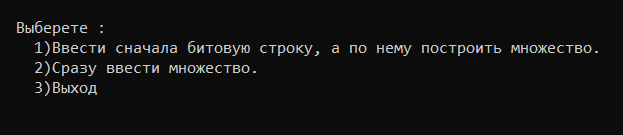 Выберете :
1)Ввести сначала битовую строку, а по нему построить множество.
2)Сразу ввести множество.
3)Выход